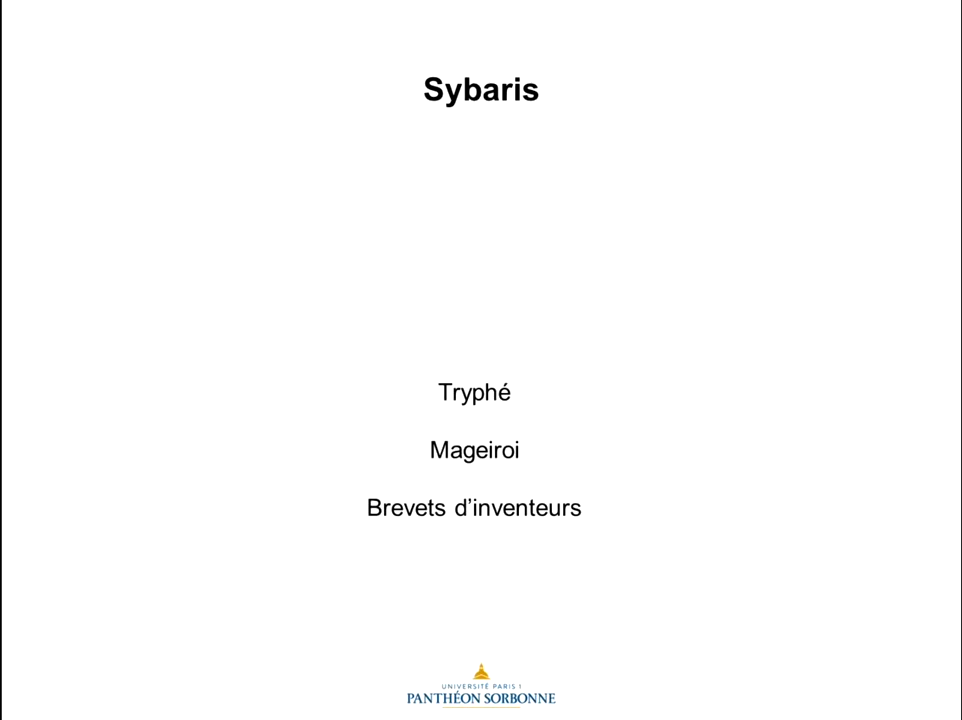 Sybaris
Tryphé
Mageiroi
Brevets d’inventeurs
UNIVERSITÉ PARIS 1
PANTHÉON SORBONNE